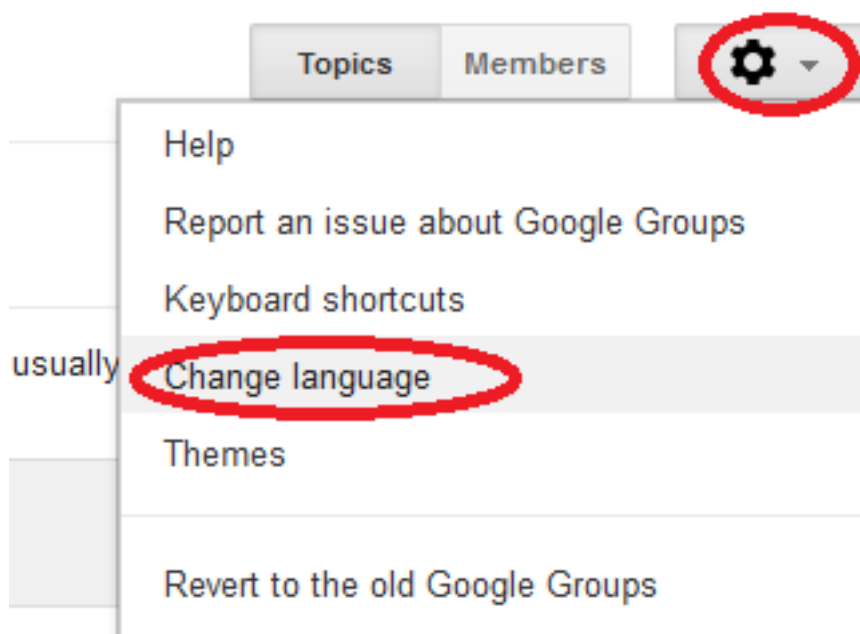 Topics Members
Help
Report an issue about Google Groups
Keyboard shortcuts
usually
Change language
Themes
Revert to the old Google Groups